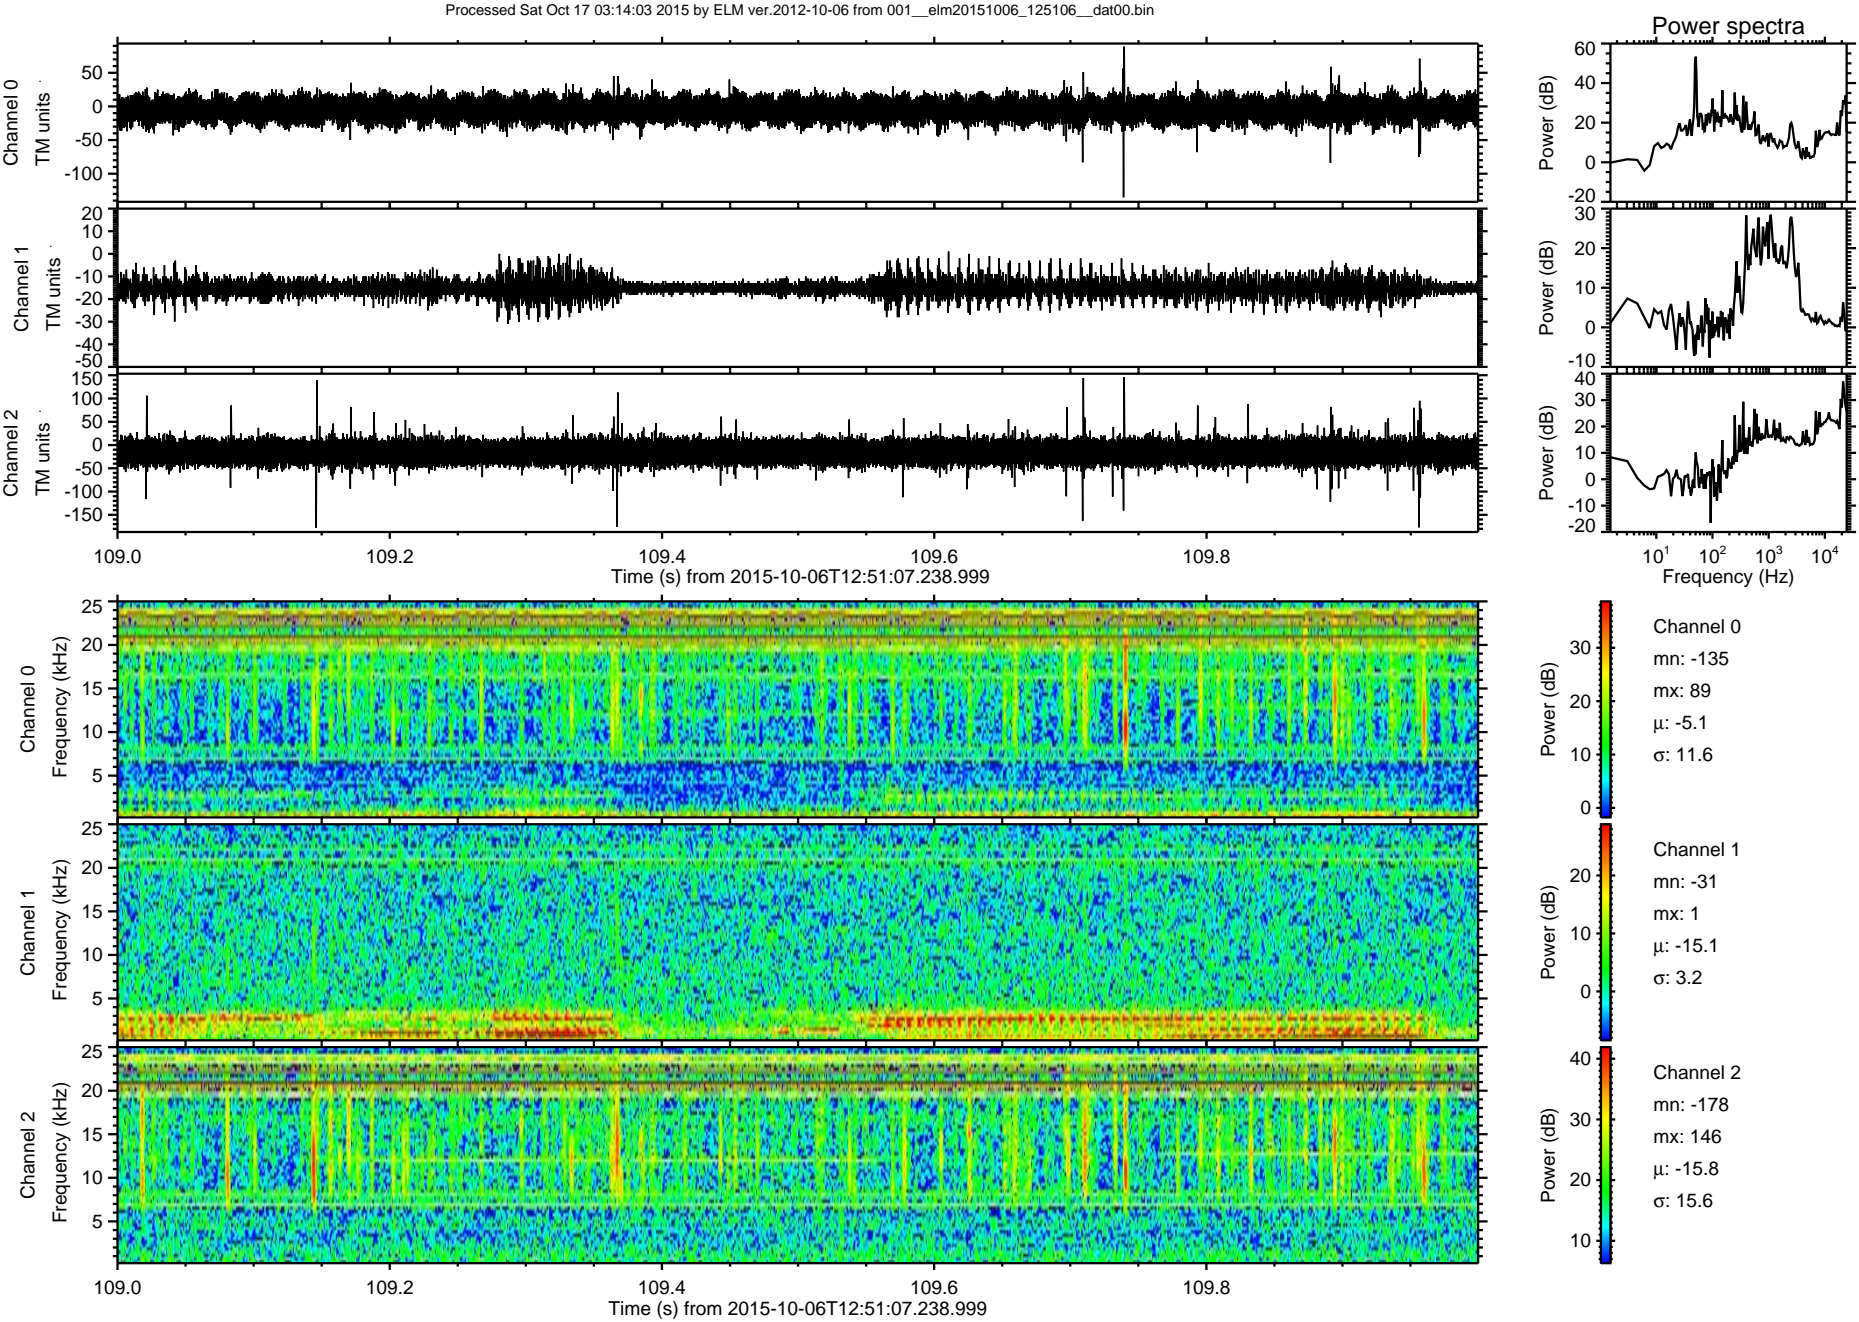 Processed Sat Oct 17 03:14:03 2015 by ELM ver.2012-10-06 from 001__elm20151006_125106__dat00.bin
Power spectra
Channel 0
TM units
50
0
-50
-100
Power (dB)
60
40
20
0
-20
Channel 1
TM units
20
10
0
-10
-20
-30
-40
-50
Power (dB)
30
20
10
0
-10
Channel 2
TM units
150
100
50
0
-50
-100
-150
Power (dB)
40
30
20
10
0
-10
-20
109.0 109.2 109.4 109.6 109.8
Time (s) from 2015-10-06T12:51:07.238.999
10^1 10^2 10^3 10^4
Frequency (Hz)
Channel 0
Frequency (kHz)
25
20
15
10
5
Power (dB)
30
20
10
0
Channel 0
mn: -135
mx: 89
µ: -5.1
σ: 11.6
Channel 1
Frequency (kHz)
25
20
15
10
5
Power (dB)
20
10
0
Channel 1
mn: -31
mx: 1
µ: -15.1
σ: 3.2
Channel 2
Frequency (kHz)
25
20
15
10
5
Power (dB)
40
30
20
10
Channel 2
mn: -178
mx: 146
µ: -15.8
σ: 15.6
109.0 109.2 109.4 109.6 109.8
Time (s) from 2015-10-06T12:51:07.238.999